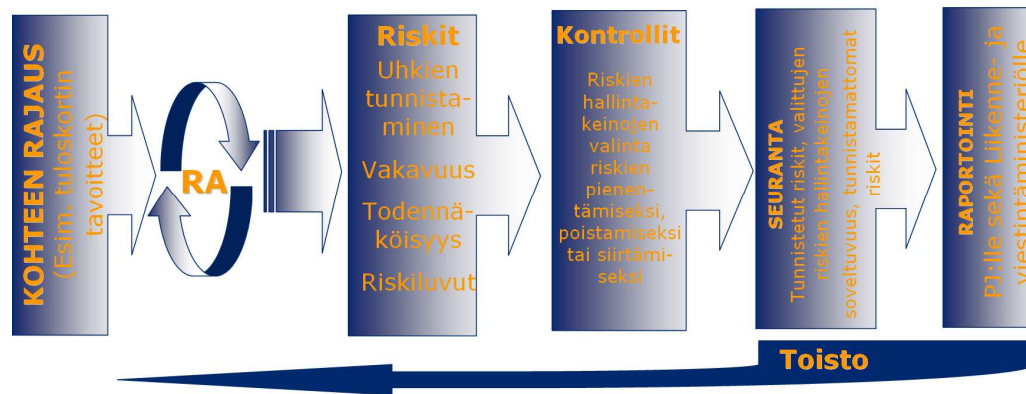 KOHTEEN RAJAUS
(Esim. tuloskortin
tavoitteet)
RA
Riskit
Uhkien
tunnista-
minen
Vakavuus
Todennä-
köisyys
Riskiluvut
Kontrollit
Riskien
hallinta-
keinojen
valinta
riskien
pienen-
tämiseksi,
poistamiseksi
tai siirtämi-
seksi
SEURANTA
Tunnistetut riskit, valittujen
riskien hallintakeinojen
soveltuvuus, tunnistamattomat
riskit
RAPORTOINTI
PJ:lle sekä Liikenne- ja
viestintäministeriölle
Toisto